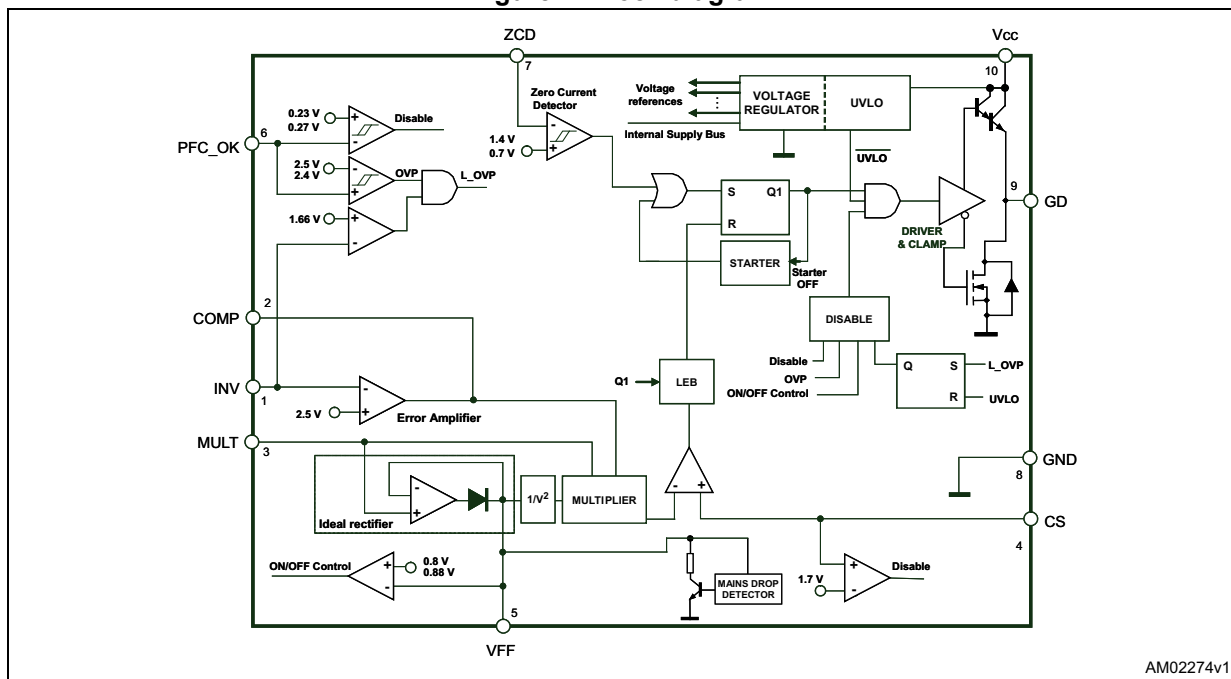 ZCD
Vcc
7
10
Zero Current
Detector
Voltage
references
VOLTAGE
REGULATOR
UVLO
Internal Supply Bus
0.23 V
0.27 V
Disable
6
PFC_OK
1.4 V
0.7 V
UVLO
2.5 V
2.4 V
OVP
L_OVP
S
Q1
R
9
GD
1.66 V
DRIVER
& CLAMP
STARTER
Starter
OFF
2
COMP
DISABLE
Disable
OVP
ON/OFF Control
Q
S
R
L_OVP
UVLO
Q1
LEB
INV
1
2.5 V
Error Amplifier
MULT
3
GND
8
Ideal rectifier
1/V²
MULTIPLIER
CS
4
ON/OFF Control
0.8 V
0.88 V
MAINS DROP
DETECTOR
1.7 V
Disable
5
VFF
AM02274v1